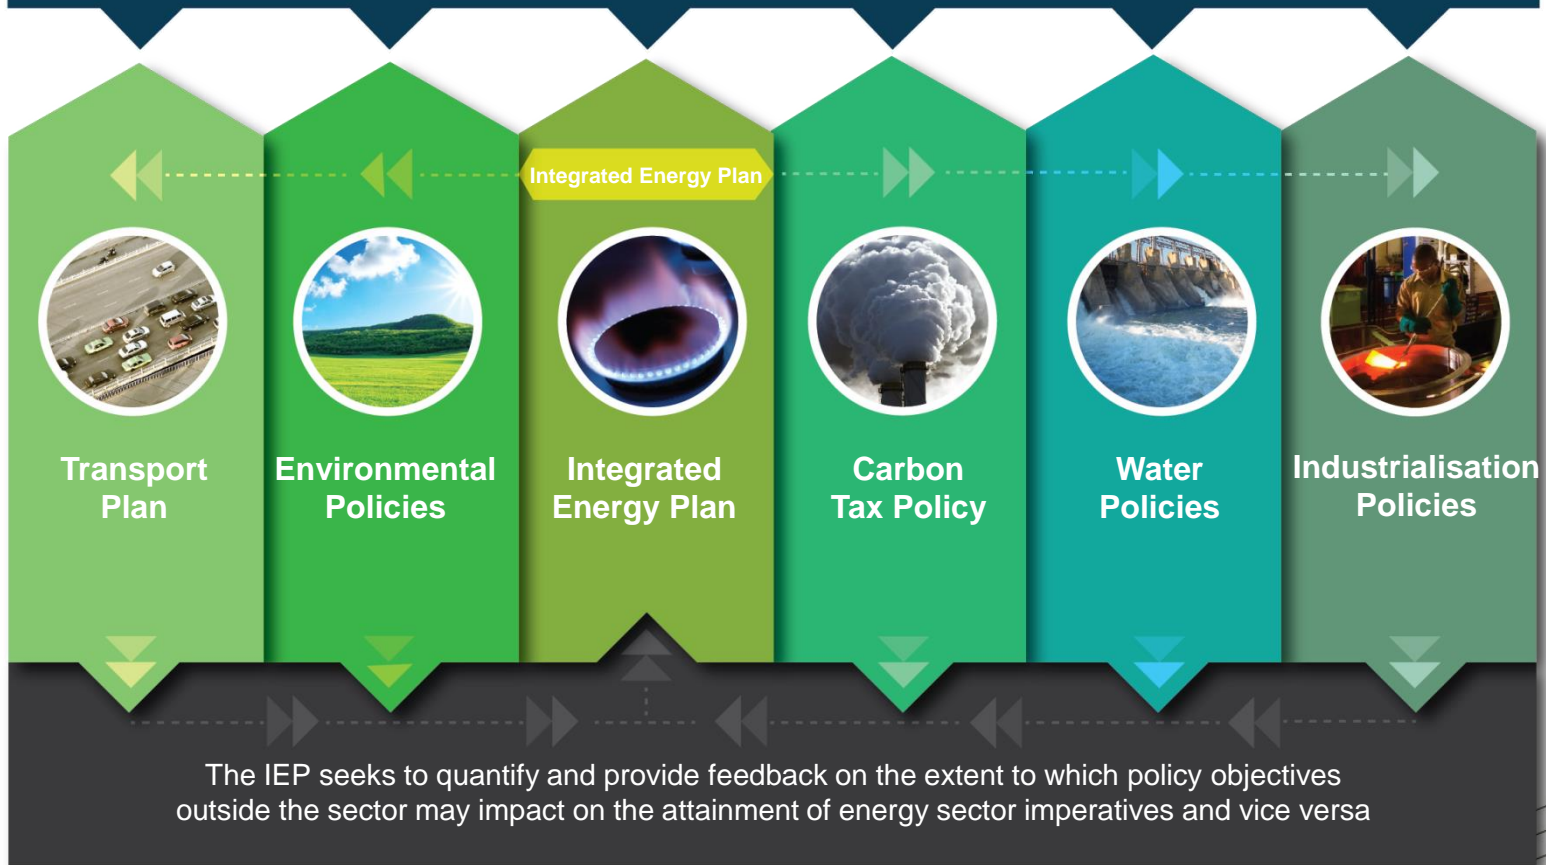 Integrated Energy Plan
Transport
Plan
Environmental
Policies
Integrated
Energy Plan
Carbon
Tax Policy
Water
Policies
Industrialisation
Policies
The IEP seeks to quantify and provide feedback on the extent to which policy objectives
outside the sector may impact on the attainment of energy sector imperatives and vice versa